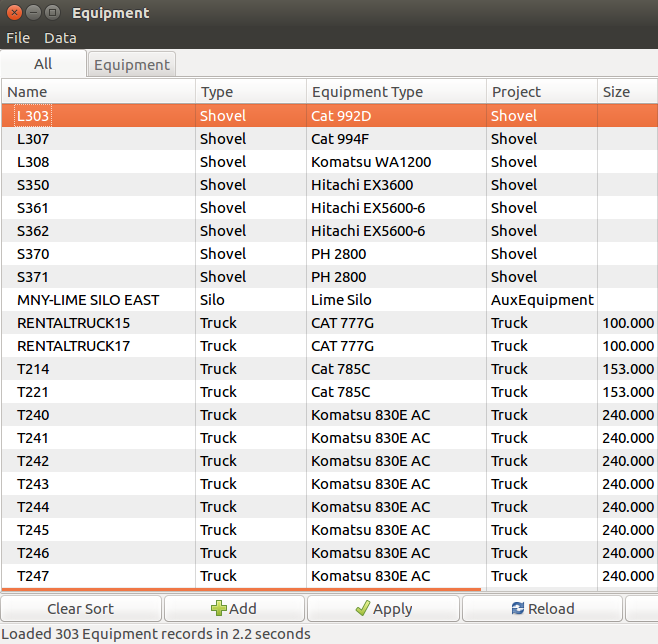 Equipment
File Data
All Equipment
Name Type Equipment Type Project Size
L303 Shovel Cat 992D Shovel
L307 Shovel Cat 994F Shovel
L308 Shovel Komatsu WA1200 Shovel
S350 Shovel Hitachi EX3600 Shovel
S361 Shovel Hitachi EX5600-6 Shovel
S362 Shovel Hitachi EX5600-6 Shovel
S370 Shovel PH 2800 Shovel
S371 Shovel PH 2800 Shovel
MNY-LIME SILO EAST Silo Lime Silo AuxEquipment
RENTALTRUCK15 Truck CAT 777G Truck 100.000
RENTALTRUCK17 Truck CAT 777G Truck 100.000
T214 Truck Cat 785C Truck 153.000
T221 Truck Cat 785C Truck 153.000
T240 Truck Komatsu 830E AC Truck 240.000
T241 Truck Komatsu 830E AC Truck 240.000
T242 Truck Komatsu 830E AC Truck 240.000
T243 Truck Komatsu 830E AC Truck 240.000
T244 Truck Komatsu 830E AC Truck 240.000
T245 Truck Komatsu 830E AC Truck 240.000
T246 Truck Komatsu 830E AC Truck 240.000
T247 Truck Komatsu 830E AC Truck 240.000
Clear Sort Add Apply Reload
Loaded 303 Equipment records in 2.2 seconds